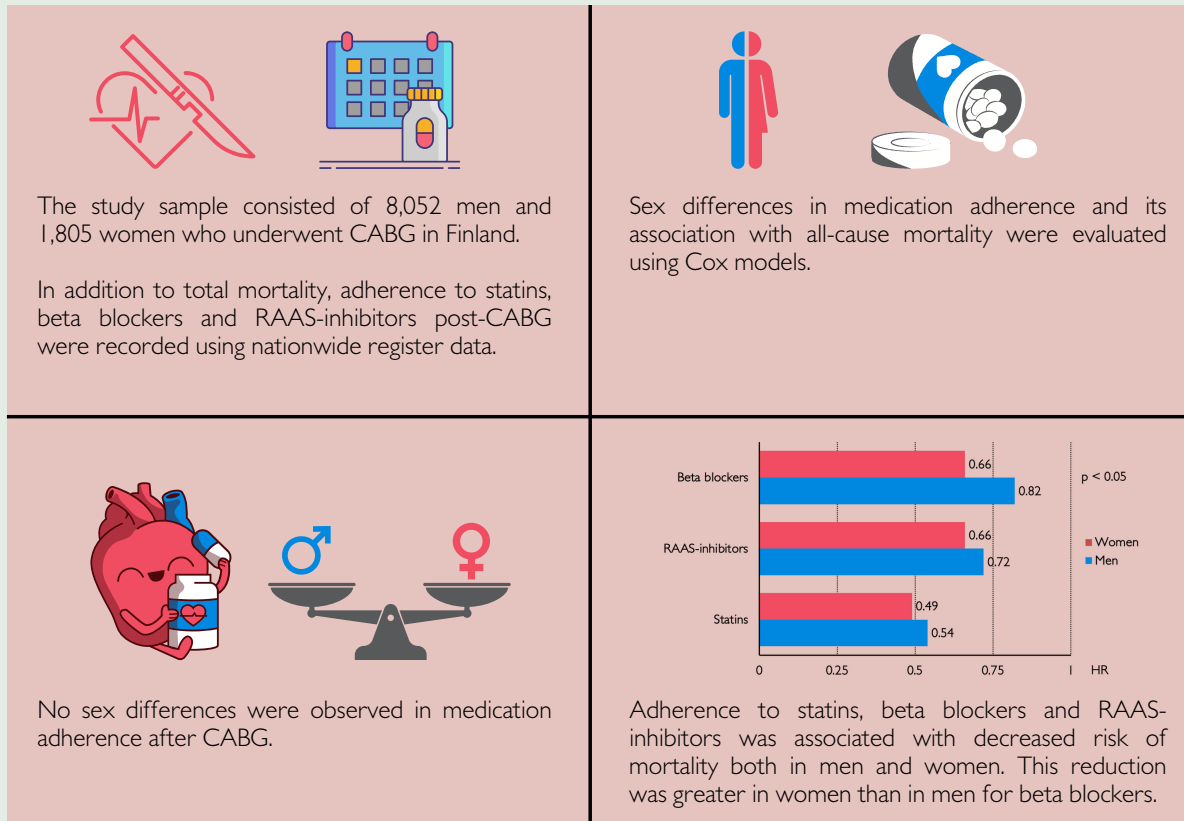 The study sample consisted of 8,052 men and
1,805 women who underwent CABG in Finland.
In addition to total mortality, adherence to statins,
beta blockers and RAAS-inhibitors post-CABG
were recorded using nationwide register data.
Sex differences in medication adherence and its
association with all-cause mortality were evaluated
using Cox models.
No sex differences were observed in medication
adherence after CABG.
Beta blockers
0.66
0.82
p < 0.05
RAAS-inhibitors
0.66
0.72
Women
Men
Statins
0.49
0.54
0 0.25 0.5 0.75 1 HR
Adherence to statins, beta blockers and RAAS-
inhibitors was associated with decreased risk of
mortality both in men and women. This reduction
was greater in women than in men for beta blockers.